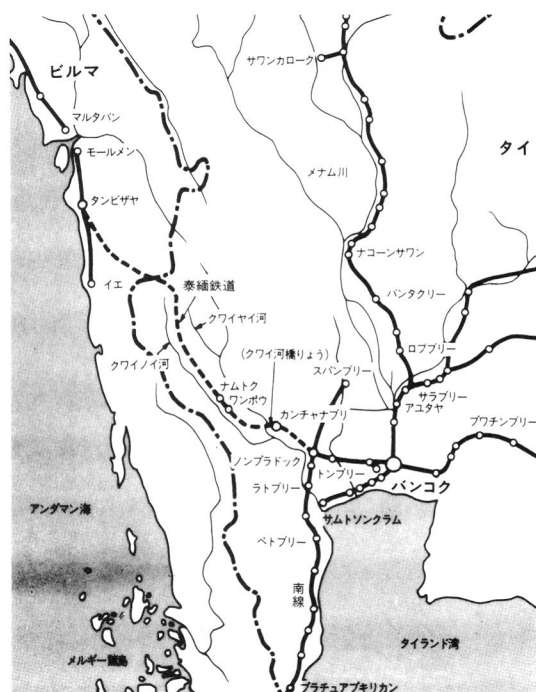 サワンカローク
ビルマ
マルタバン
タイ
モールメン
メナム川
タンビザヤ
ナコーンサワン
イエ
泰緬鉄道
バンタクリー
クワイヤイ河
ロブブリー
(クワイ河橋りょう)
スパンブリー
クワイノイ河
サラブリー
ナムトク
アユタヤ
ワンポウ
カンチャナブリ
プワチンブリー
ノンプラドック
トンブリー
ラトブリー
バンコク
アンダマン海
サムトソンクラム
ペトブリー
南線
タイランド湾
メルギー諸島
プラチュアプキリカン